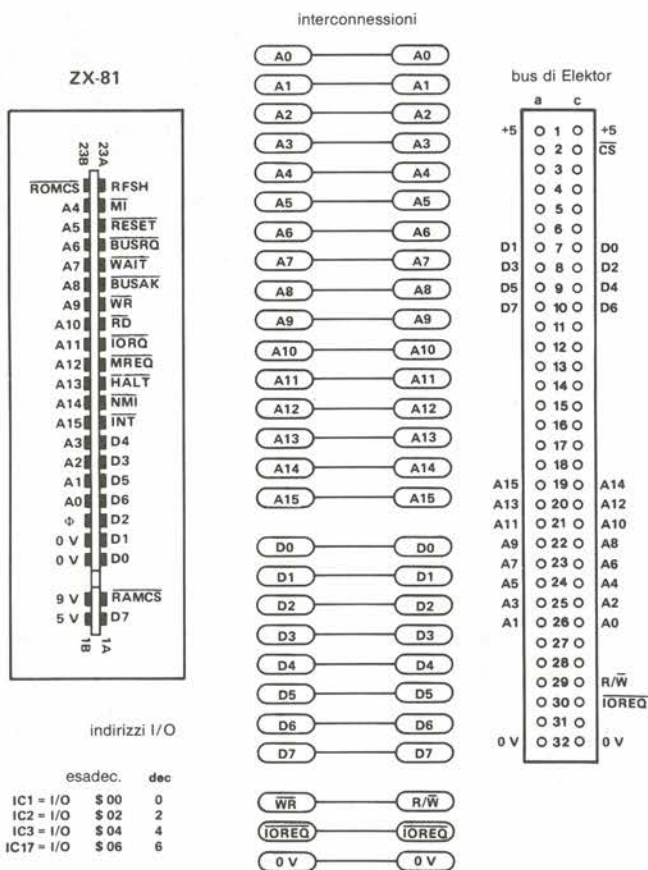 interconnessioni
A0 A0
A1 A1
A2 A2
A3 A3
A4 A4
A5 A5
A6 A6
A7 A7
A8 A8
A9 A9
A10 A10
A11 A11
A12 A12
A13 A13
A14 A14
A15 A15
D0 D0
D1 D1
D2 D2
D3 D3
D4 D4
D5 D5
D6 D6
D7 D7
WR R/W
IOREQ IOREQ
0 V 0 V
ZX-81
23B 23A
ROMCS RFSH
A4 MI
A5 RESET
A6 BUSRQ
A7 WAIT
A8 BUSAK
A9 WR
A10 RD
A11 IORQ
A12 MREQ
A13 HALT
A14 NMI
A15 INT
A3 D4
A2 D3
A1 D5
A0 D6
Φ D2
0 V D1
0 V D0
9 V RAMCS
5 V D7
1B 1A
indirizzi I/O
esadec. dec
IC1 = I/O $ 00 0
IC2 = I/O $ 02 2
IC3 = I/O $ 04 4
IC17 = I/O $ 06 6
bus di Elektor
a c
+5 1 +5
2 CS
3
4
5
6
D1 7 D0
D3 8 D2
D5 9 D4
D7 10 D6
11
12
13
14
15
16
17
18
A15 19 A14
A13 20 A12
A11 21 A10
A9 22 A8
A7 23 A6
A5 24 A4
A3 25 A2
A1 26 A0
27
28
29 R/W
30 IOREQ
31
0 V 32 0 V